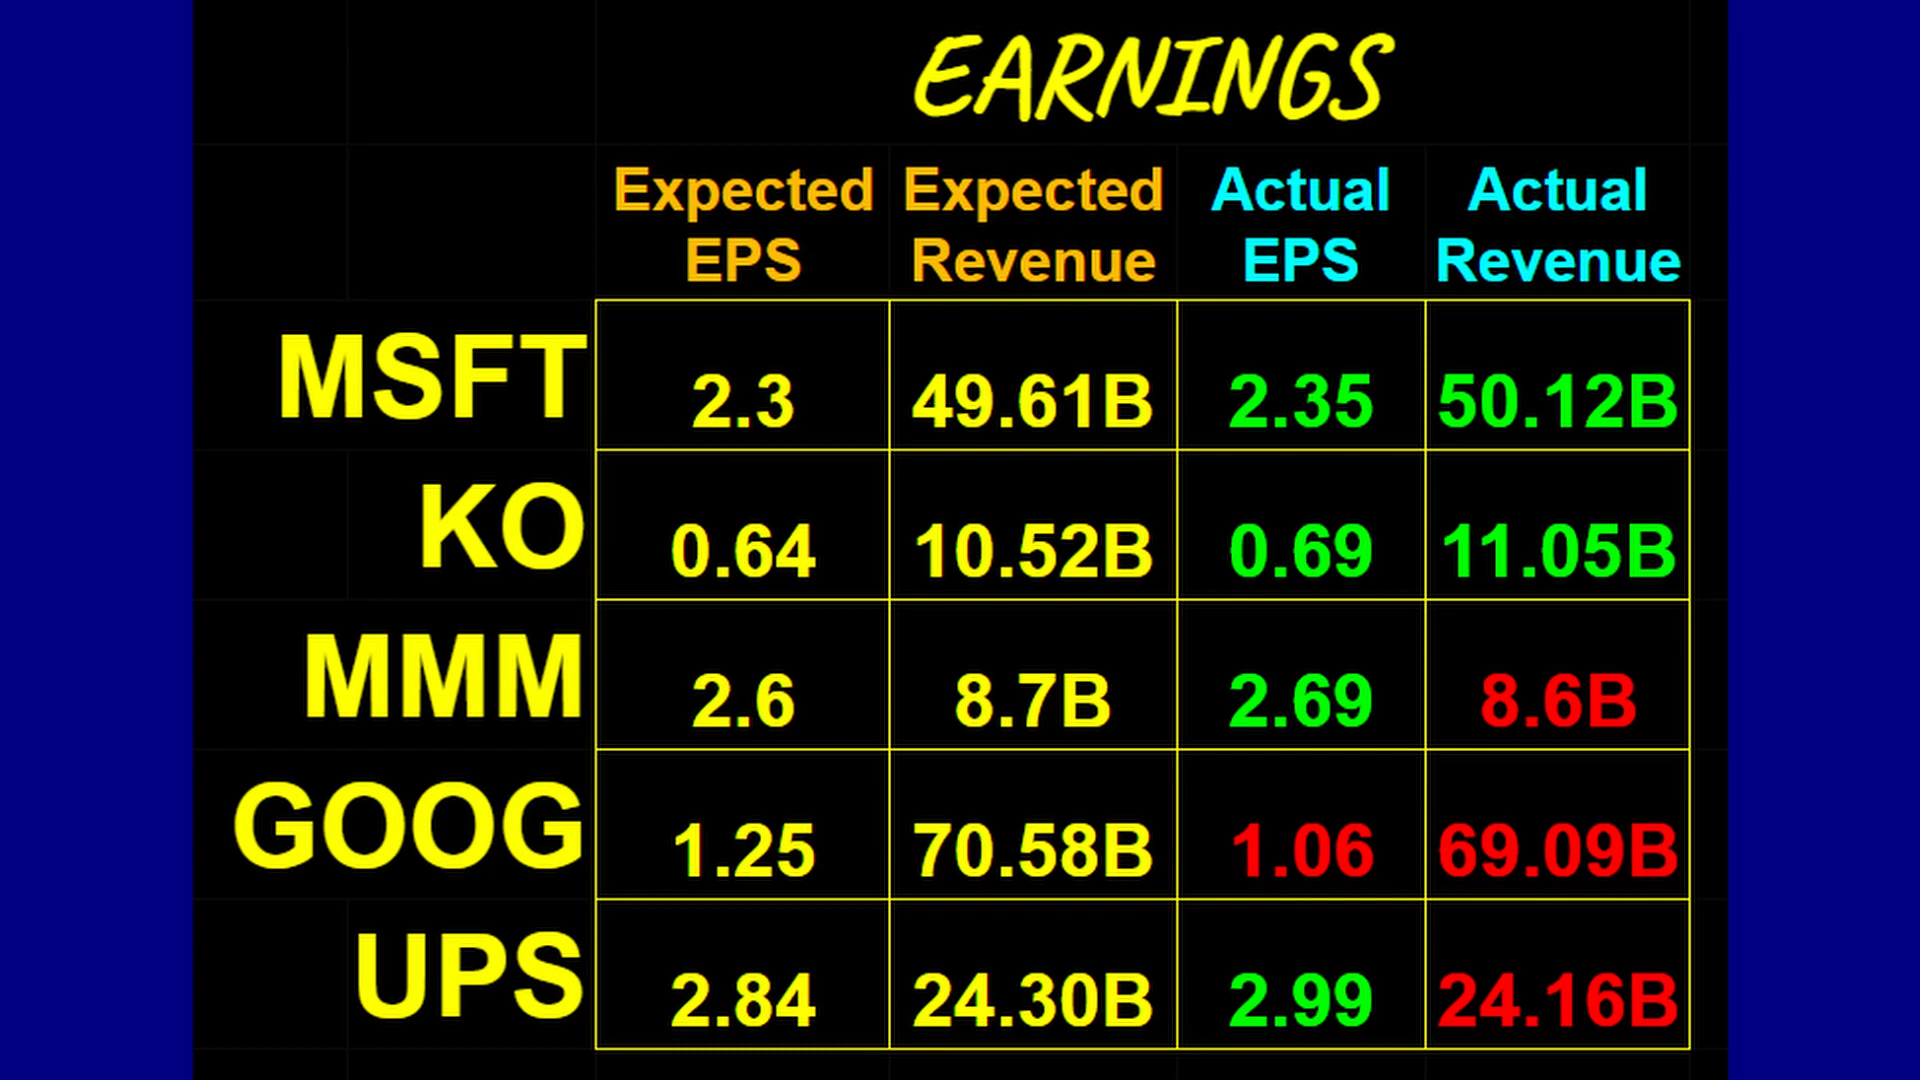 EARNINGS
Expected Expected Actual Actual
EPS Revenue EPS Revenue
MSFT 2.3 49.61B 2.35 50.12B
KO 0.64 10.52B 0.69 11.05B
MMM 2.6 8.7B 2.69 8.6B
GOOG 1.25 70.58B 1.06 69.09B
UPS 2.84 24.30B 2.99 24.16B